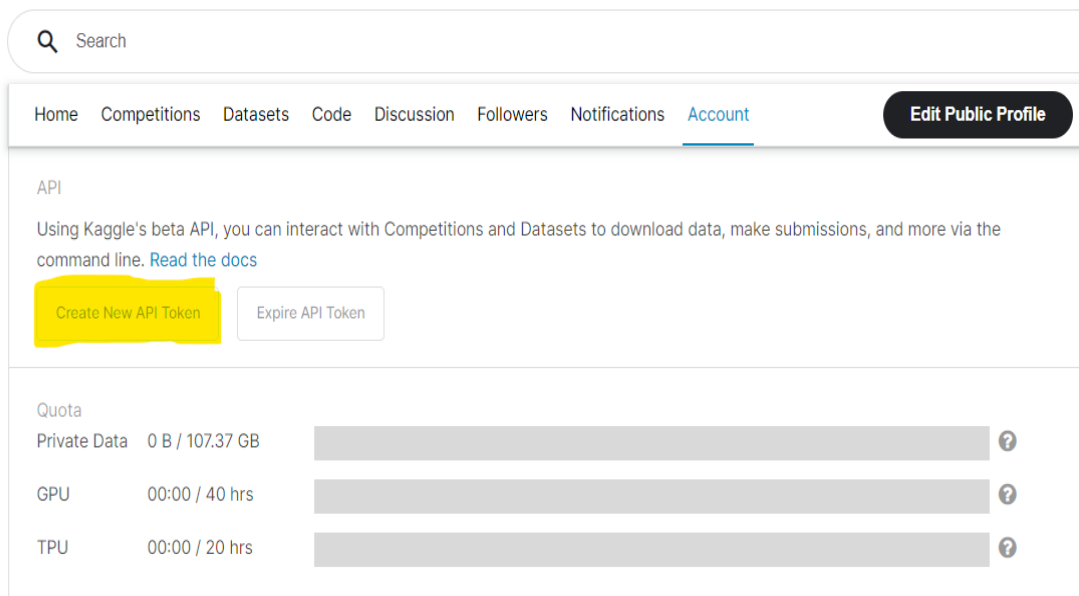 Search
Home Competitions Datasets Code Discussion Followers Notifications Account Edit Public Profile
API
Using Kaggle's beta API, you can interact with Competitions and Datasets to download data, make submissions, and more via the
command line. Read the docs
Create New API Token Expire API Token
Quota
Private Data 0 B / 107.37 GB ?
GPU 00:00 / 40 hrs ?
TPU 00:00 / 20 hrs ?